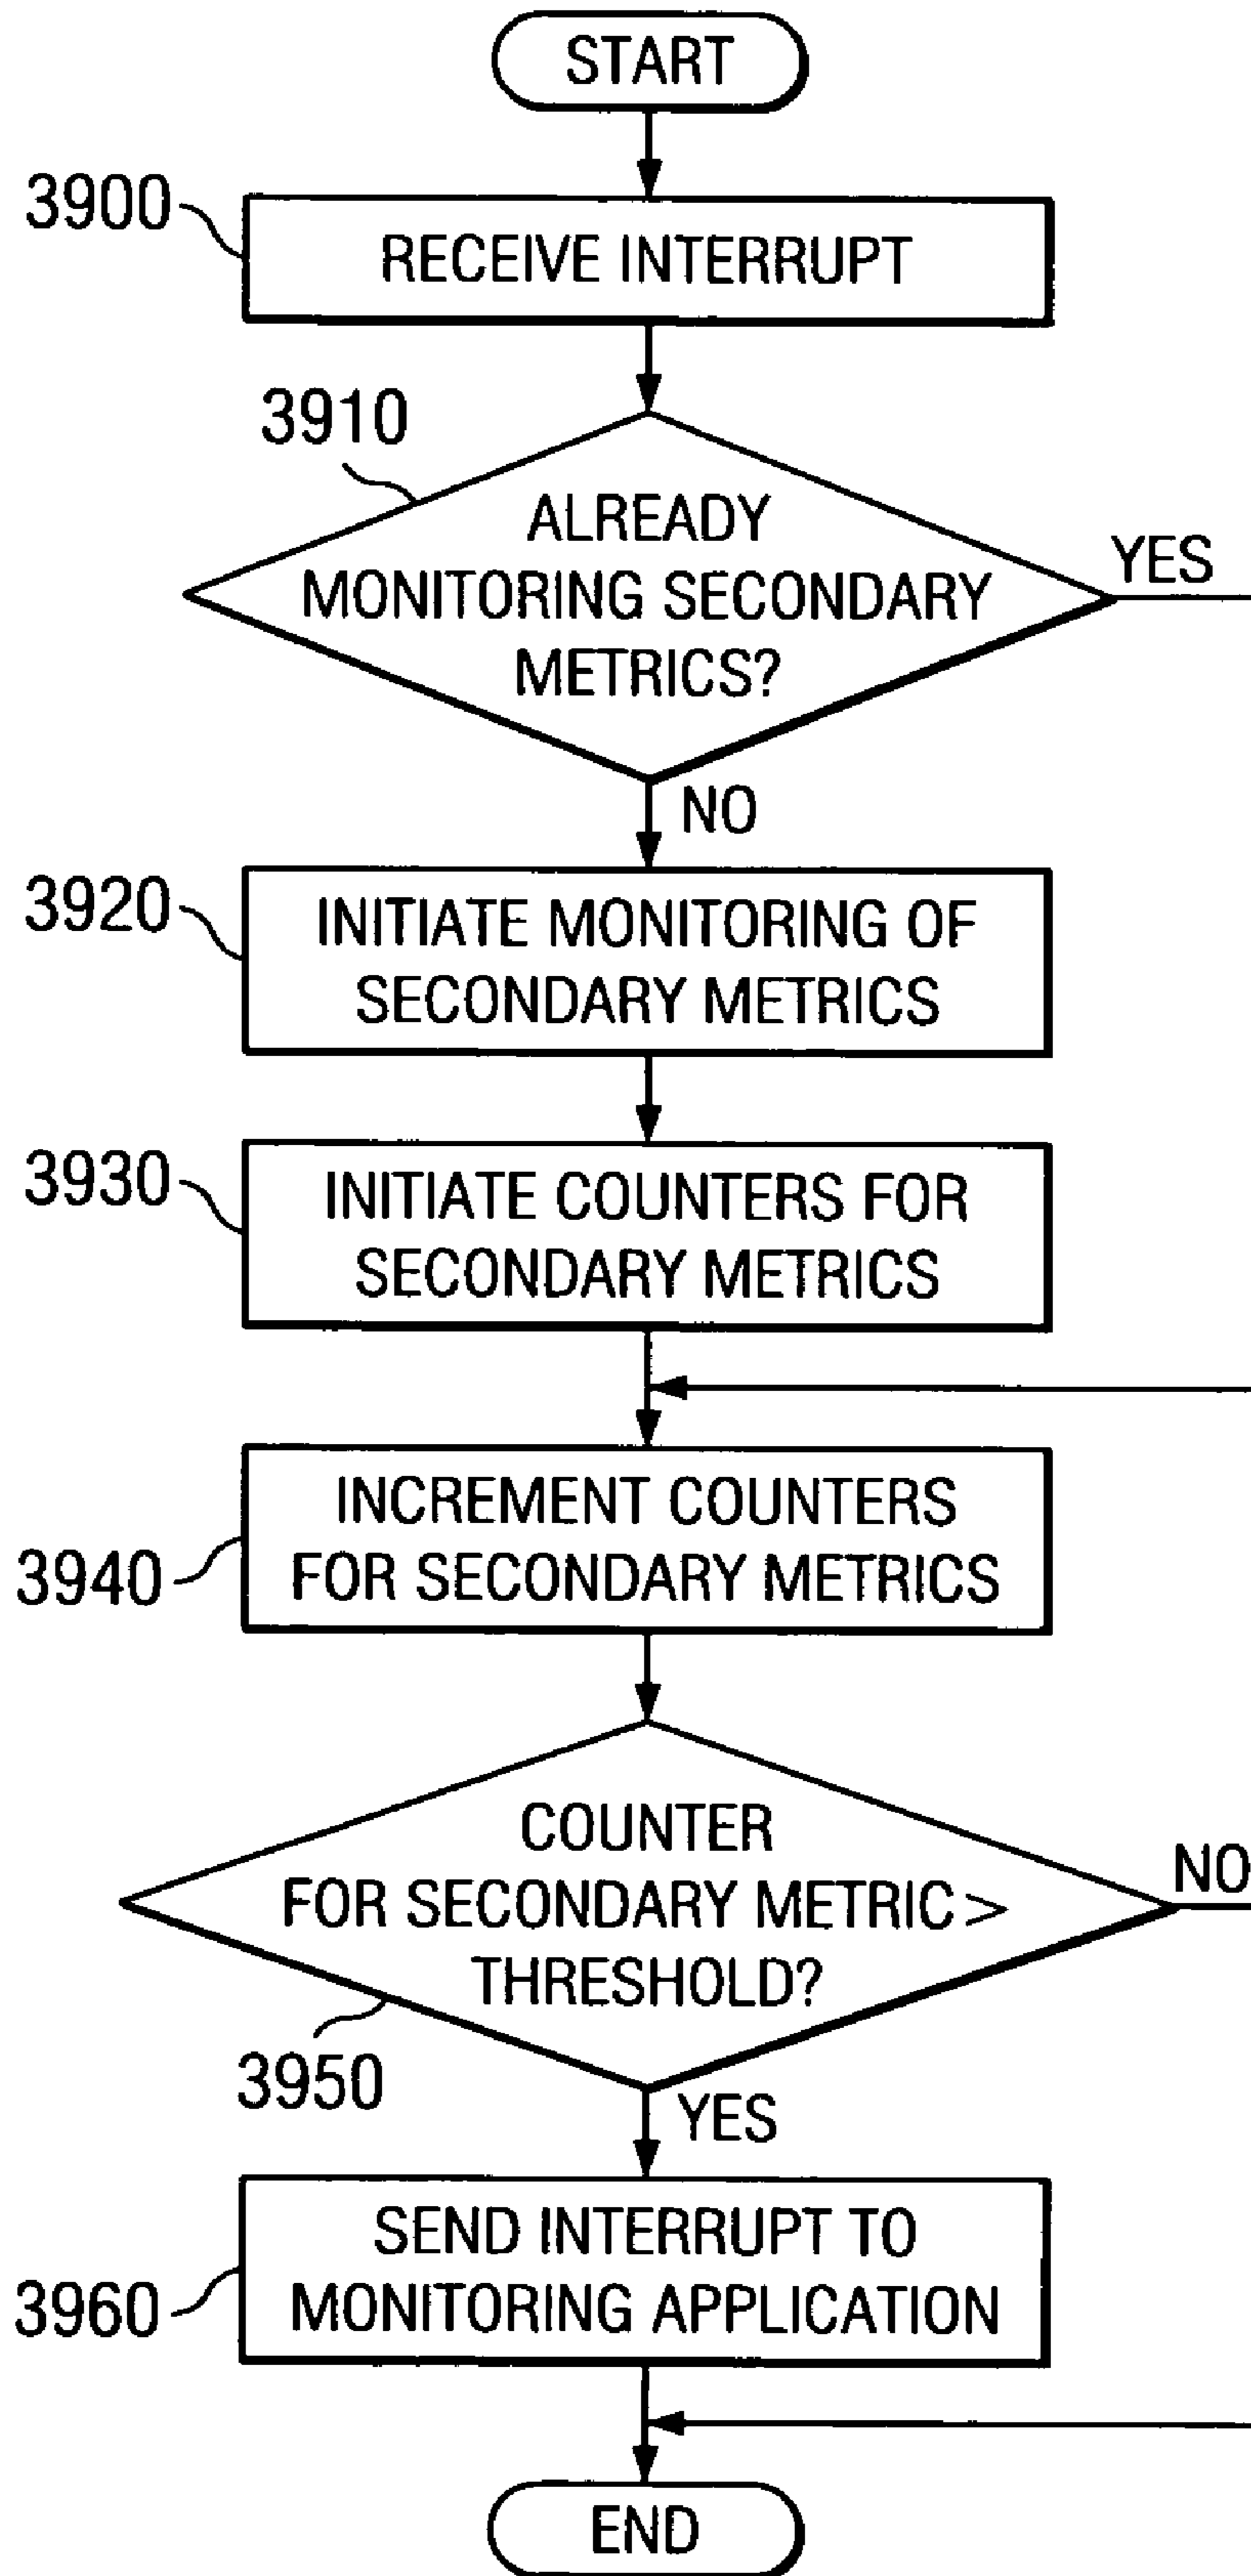 START
3900
RECEIVE INTERRUPT
3910
ALREADY
MONITORING SECONDARY
METRICS?
YES
NO
3920
INITIATE MONITORING OF
SECONDARY METRICS
3930
INITIATE COUNTERS FOR
SECONDARY METRICS
3940
INCREMENT COUNTERS
FOR SECONDARY METRICS
COUNTER
FOR SECONDARY METRIC >
THRESHOLD?
NO
3950
YES
3960
SEND INTERRUPT TO
MONITORING APPLICATION
END